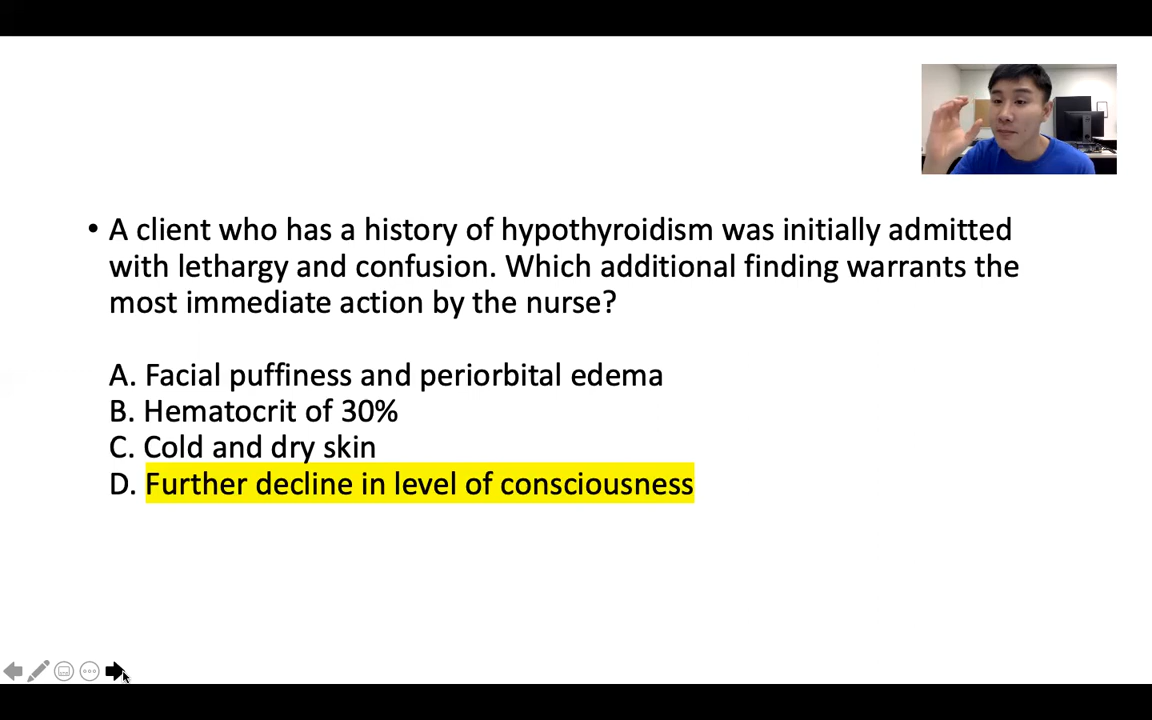 • A client who has a history of hypothyroidism was initially admitted
with lethargy and confusion. Which additional finding warrants the
most immediate action by the nurse?
A. Facial puffiness and periorbital edema
B. Hematocrit of 30%
C. Cold and dry skin
D. Further decline in level of consciousness